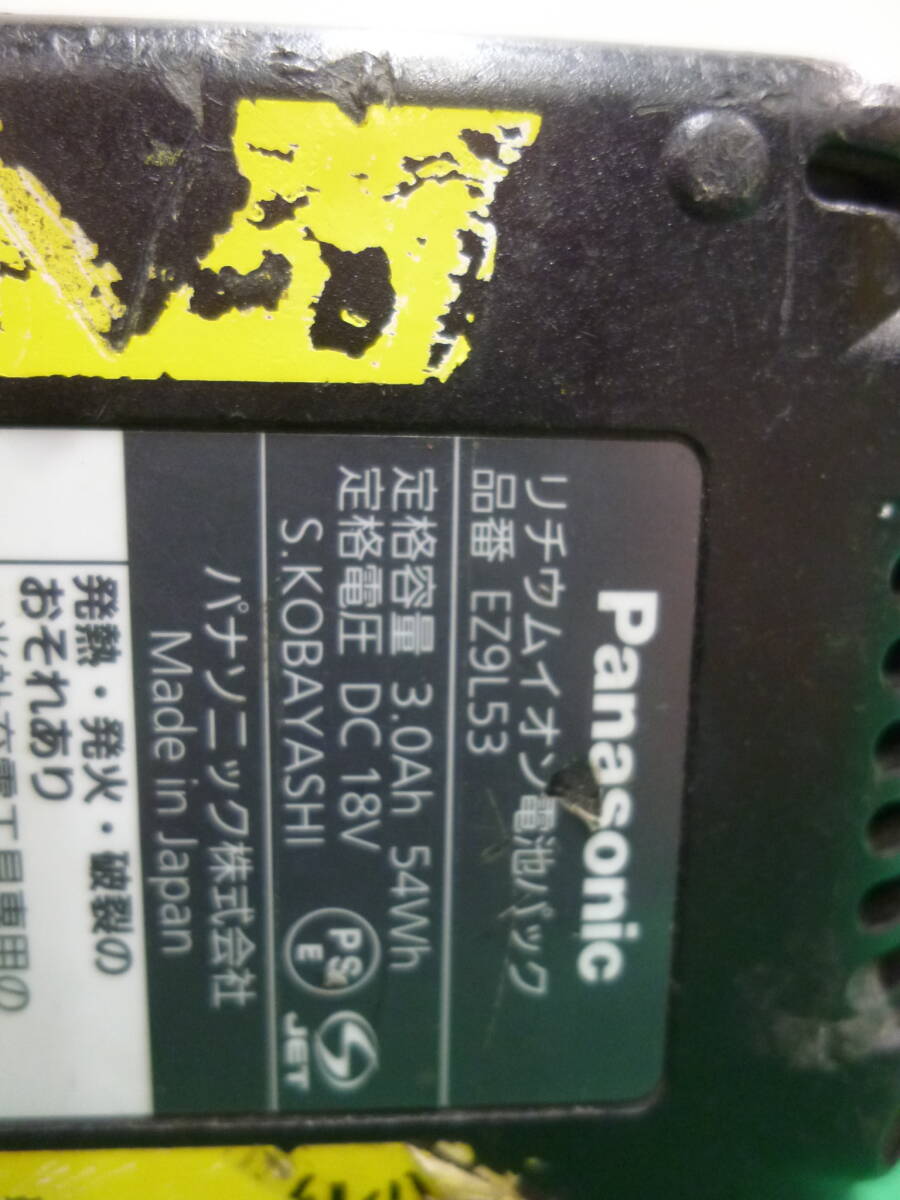 Panasonic
リチウムイオン電池パック
品番 EZ9L53
定格容量 3.0Ah 54Wh
定格電圧 DC 18V
S.KOBAYASHI
PS
E
JET
パナソニック株式会社
Made in Japan
発熱・発火・破裂の
おそれあり